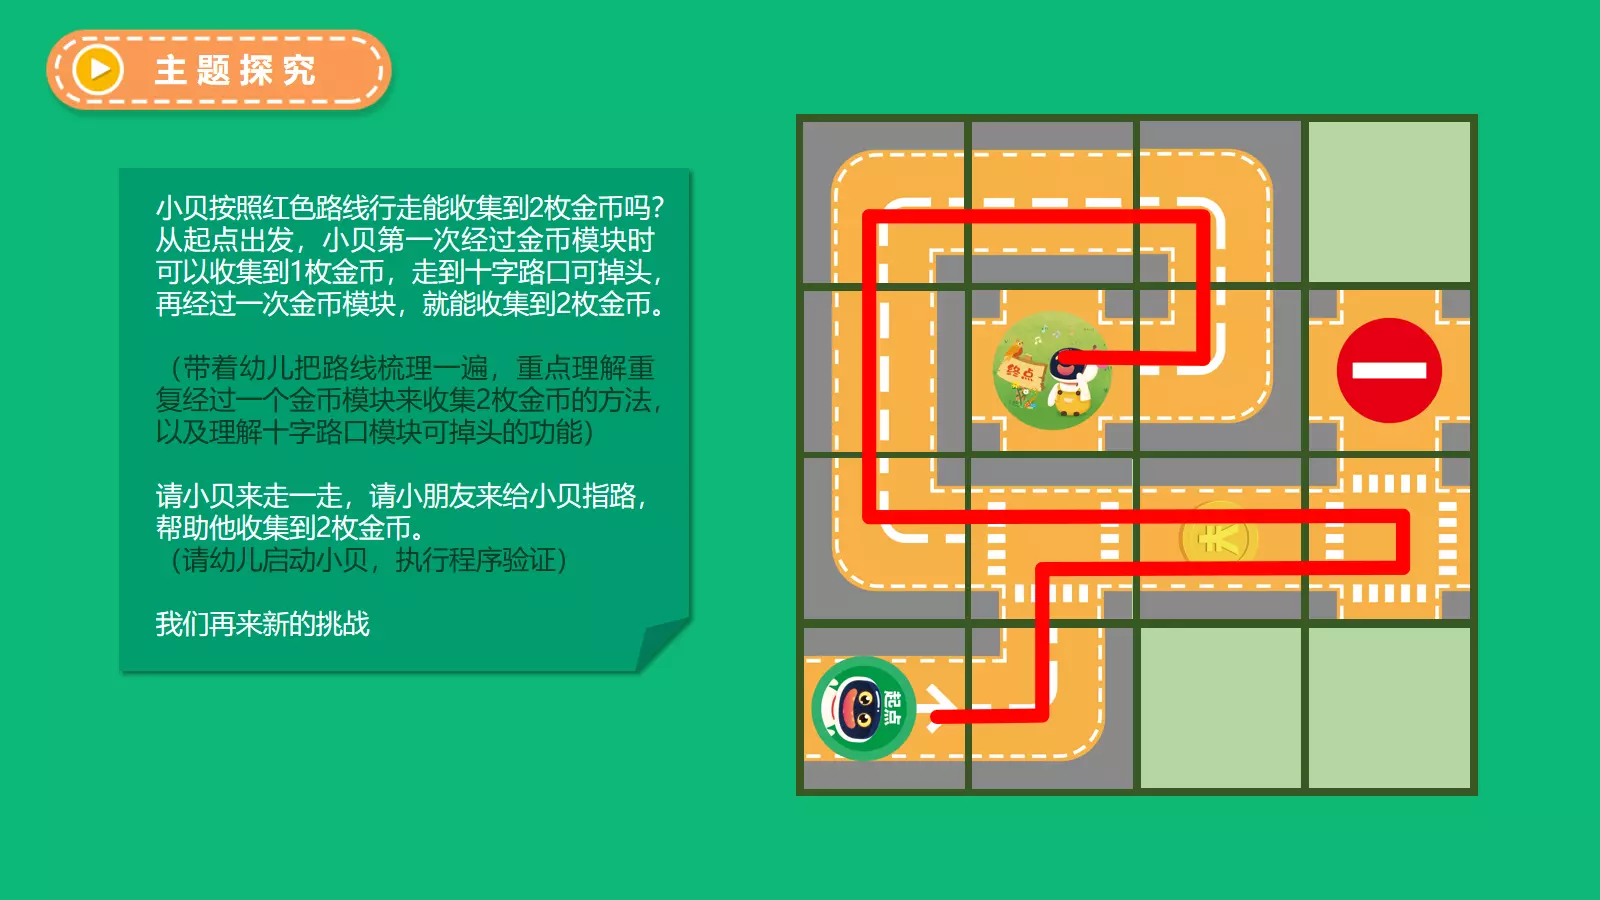 主题探究
小贝按照红色路线行走能收集到2枚金币吗?
从起点出发，小贝第一次经过金币模块时
可以收集到1枚金币，走到十字路口可掉头，
再经过一次金币模块，就能收集到2枚金币。
（带着幼儿把路线梳理一遍，重点理解重
复经过一个金币模块来收集2枚金币的方法，
以及理解十字路口模块可掉头的功能）
请小贝来走一走，请小朋友来给小贝指路，
帮助他收集到2枚金币。
（请幼儿启动小贝，执行程序验证）
我们再来新的挑战
终点
起点